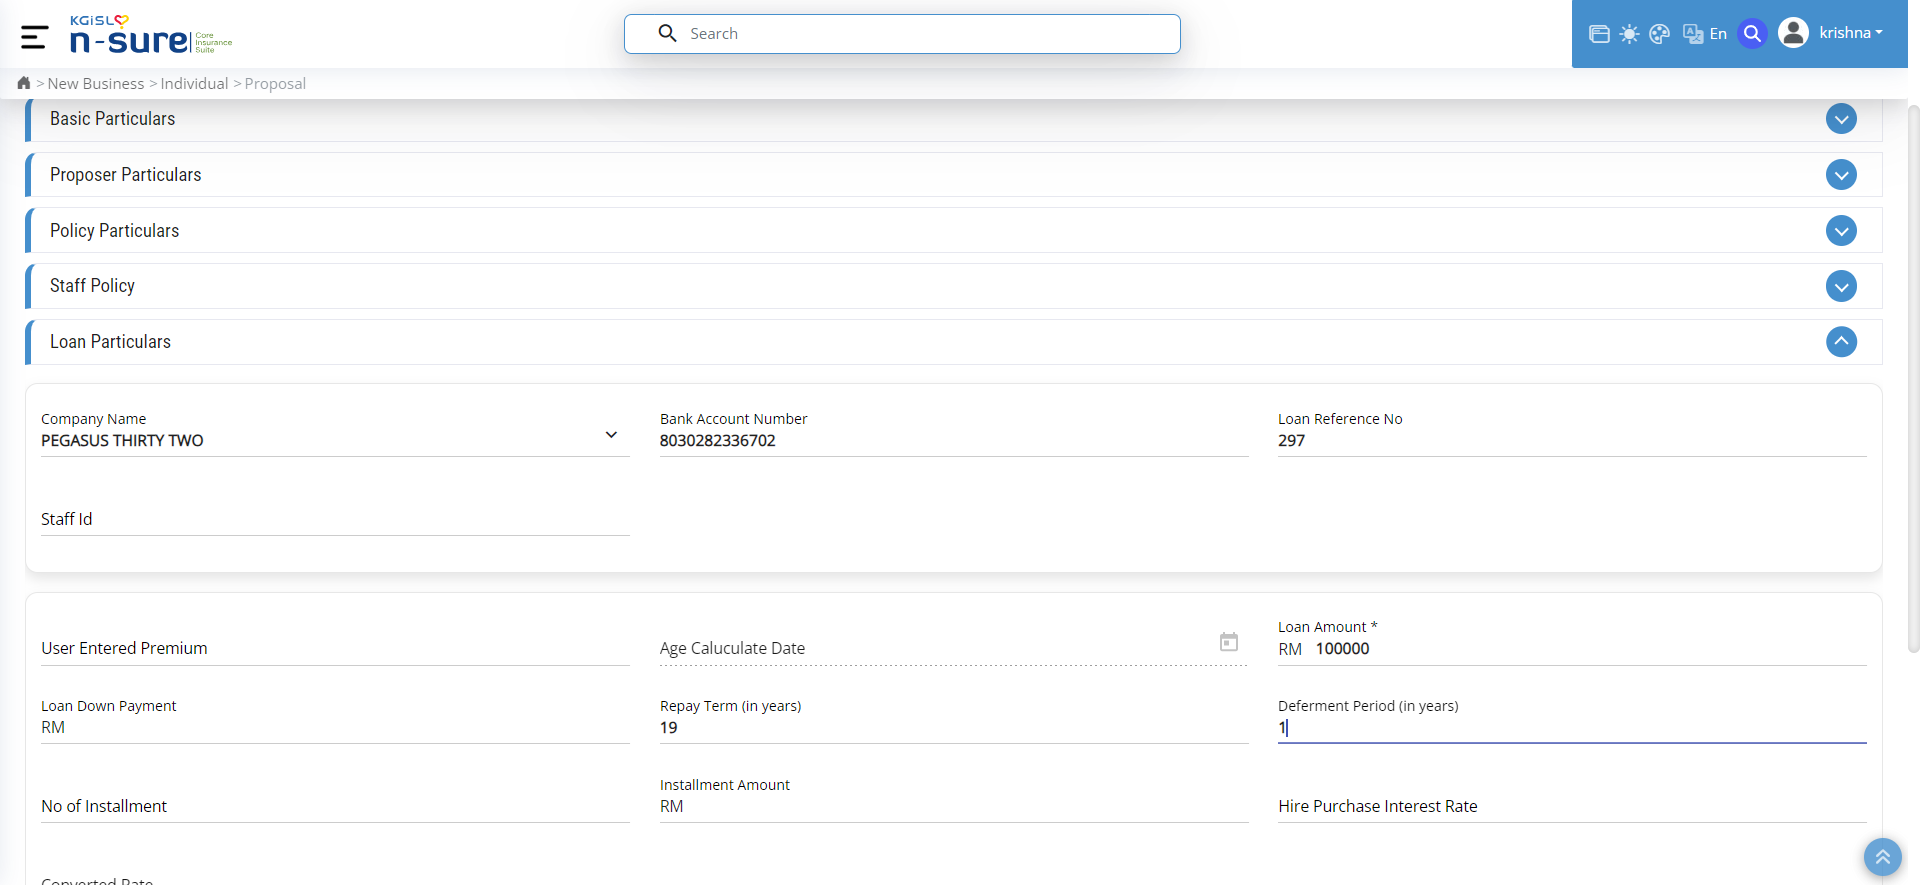 KGiSL
n-sure Core Insurance Suite
Search
En
krishna
> New Business > Individual > Proposal
Basic Particulars
Proposer Particulars
Policy Particulars
Staff Policy
Loan Particulars
Company Name
PEGASUS THIRTY TWO
Bank Account Number
8030282336702
Loan Reference No
297
Staff Id
User Entered Premium
Age Caluculate Date
Loan Amount *
RM 100000
Loan Down Payment
RM
Repay Term (in years)
19
Deferment Period (in years)
1
No of Installment
Installment Amount
RM
Hire Purchase Interest Rate
Converted Rate